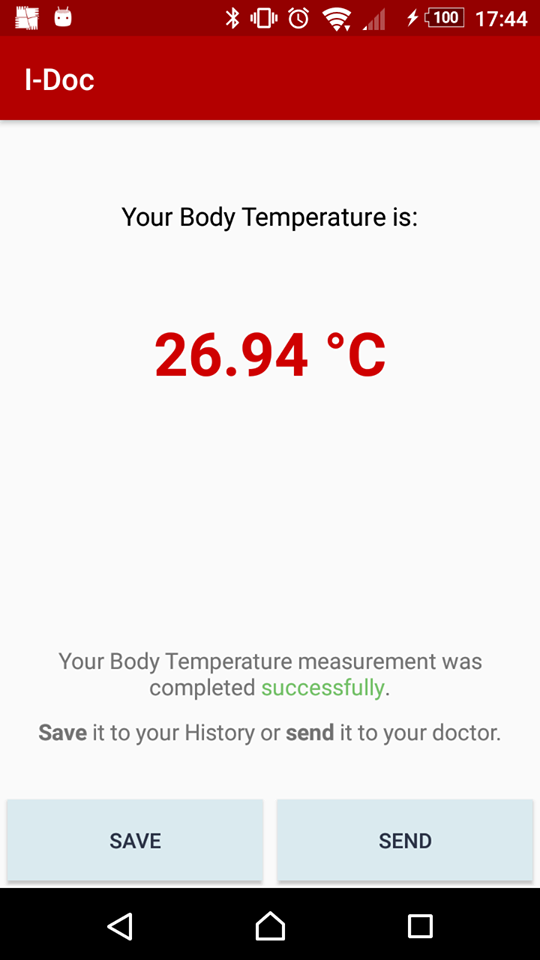 100 17:44
I-Doc
Your Body Temperature is:
26.94 °C
Your Body Temperature measurement was
completed successfully.
Save it to your History or send it to your doctor.
SAVE SEND